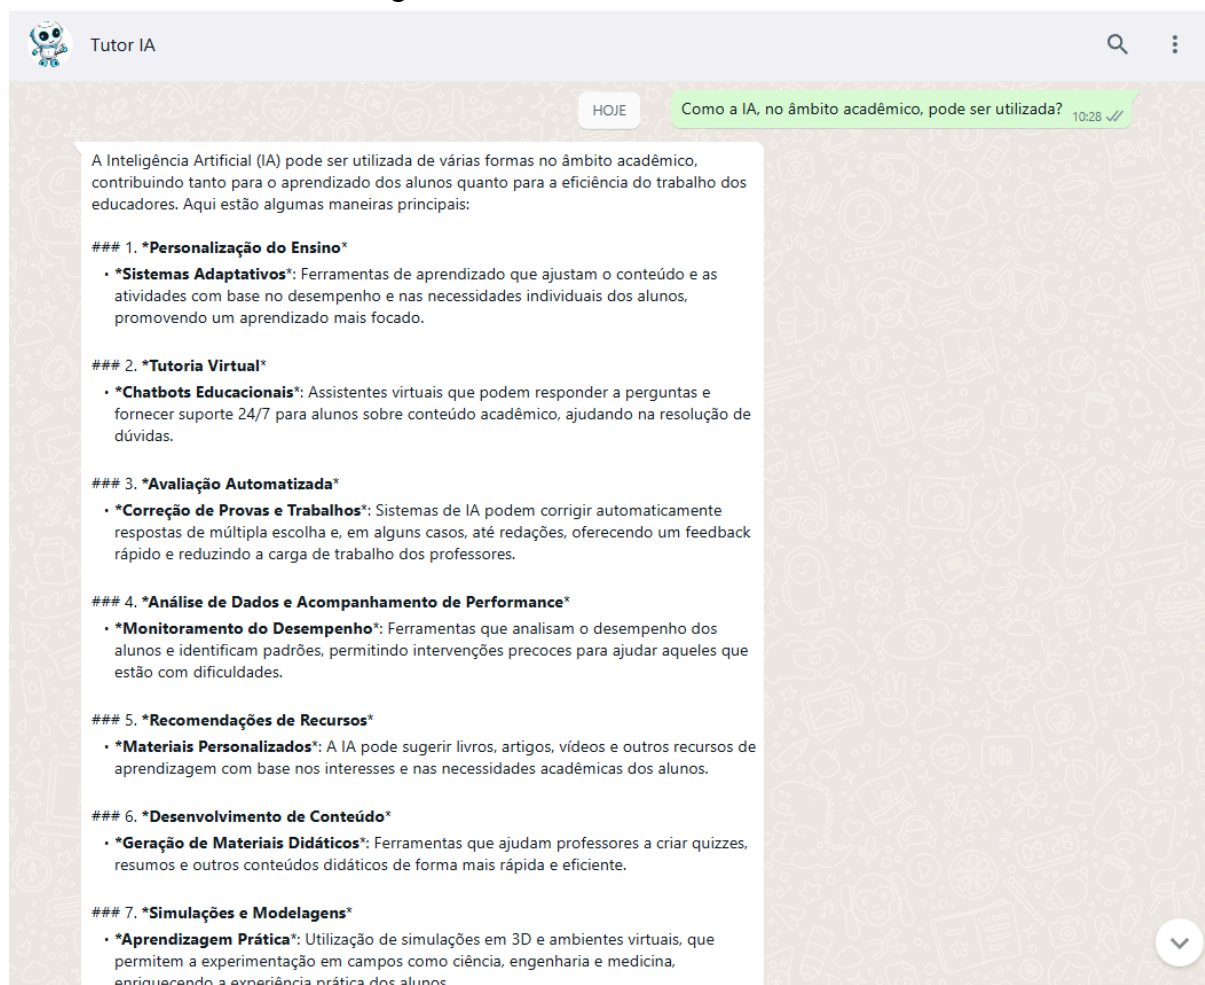 Tutor IA
HOJE
Como a IA, no âmbito acadêmico, pode ser utilizada? 10:28
A Inteligência Artificial (IA) pode ser utilizada de várias formas no âmbito acadêmico,
contribuindo tanto para o aprendizado dos alunos quanto para a eficiência do trabalho dos
educadores. Aqui estão algumas maneiras principais:
### 1. *Personalização do Ensino*
• *Sistemas Adaptativos*: Ferramentas de aprendizado que ajustam o conteúdo e as
atividades com base no desempenho e nas necessidades individuais dos alunos,
promovendo um aprendizado mais focado.
### 2. *Tutoria Virtual*
• *Chatbots Educacionais*: Assistentes virtuais que podem responder a perguntas e
fornecer suporte 24/7 para alunos sobre conteúdo acadêmico, ajudando na resolução de
dúvidas.
### 3. *Avaliação Automatizada*
• *Correção de Provas e Trabalhos*: Sistemas de IA podem corrigir automaticamente
respostas de múltipla escolha e, em alguns casos, até redações, oferecendo um feedback
rápido e reduzindo a carga de trabalho dos professores.
### 4. *Análise de Dados e Acompanhamento de Performance*
• *Monitoramento do Desempenho*: Ferramentas que analisam o desempenho dos
alunos e identificam padrões, permitindo intervenções precoces para ajudar aqueles que
estão com dificuldades.
### 5. *Recomendações de Recursos*
• *Materiais Personalizados*: A IA pode sugerir livros, artigos, vídeos e outros recursos de
aprendizagem com base nos interesses e nas necessidades acadêmicas dos alunos.
### 6. *Desenvolvimento de Conteúdo*
• *Geração de Materiais Didáticos*: Ferramentas que ajudam professores a criar quizzes,
resumos e outros conteúdos didáticos de forma mais rápida e eficiente.
### 7. *Simulações e Modelagens*
• *Aprendizagem Prática*: Utilização de simulações em 3D e ambientes virtuais, que
permitem a experimentação em campos como ciência, engenharia e medicina,
enriquecendo a experiência prática dos alunos